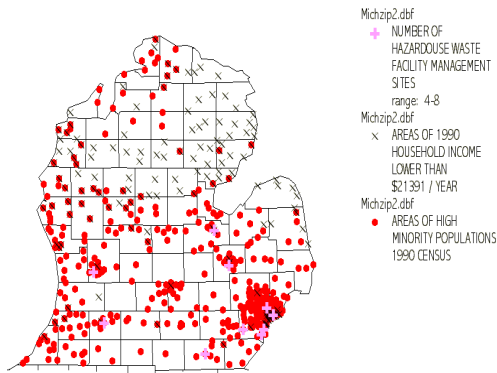 Michzip2.dbf
NUMBER OF
HAZARDOUSE WASTE
FACILITY MANAGEMENT
SITES
range: 4-8
Michzip2.dbf
AREAS OF 1990
HOUSEHOLD INCOME
LOWER THAN
$21391 / YEAR
Michzip2.dbf
AREAS OF HIGH
MINORITY POPULATIONS
1990 CENSUS